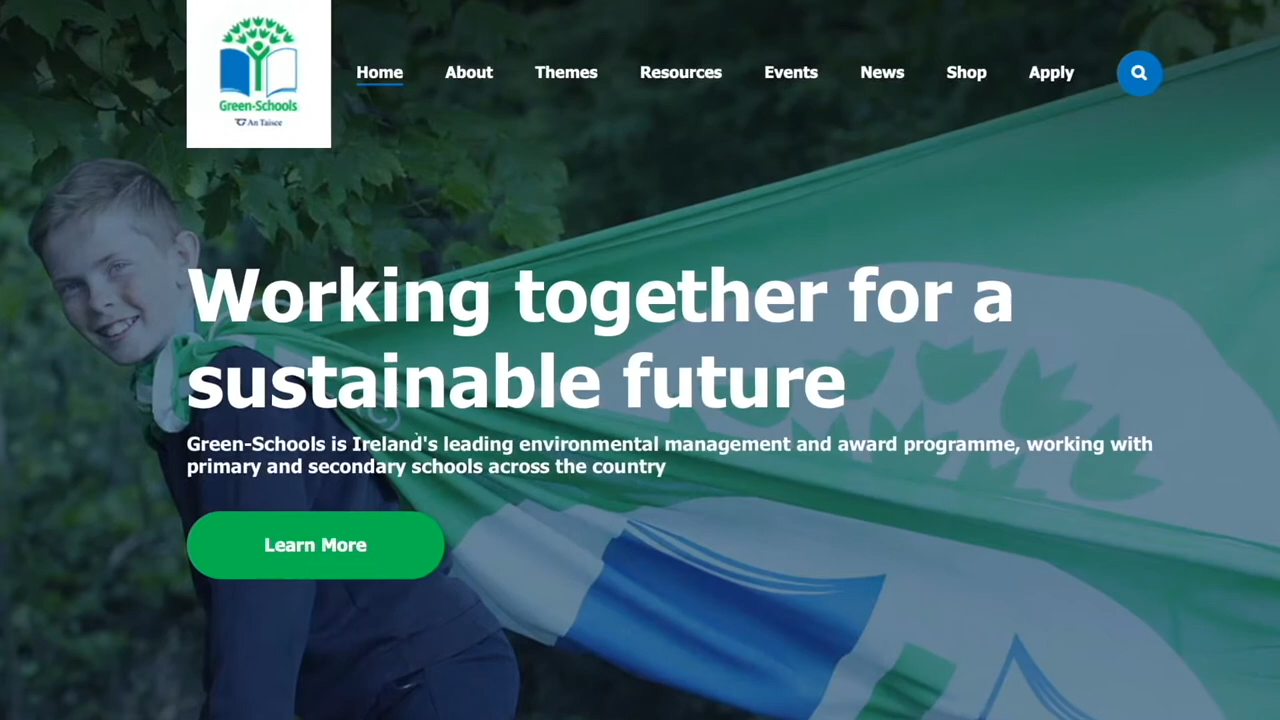 Green-Schools
An Taisce
Home About Themes Resources Events News Shop Apply
Working together for a
sustainable future
Green-Schools is Ireland's leading environmental management and award programme, working with
primary and secondary schools across the country
Learn More